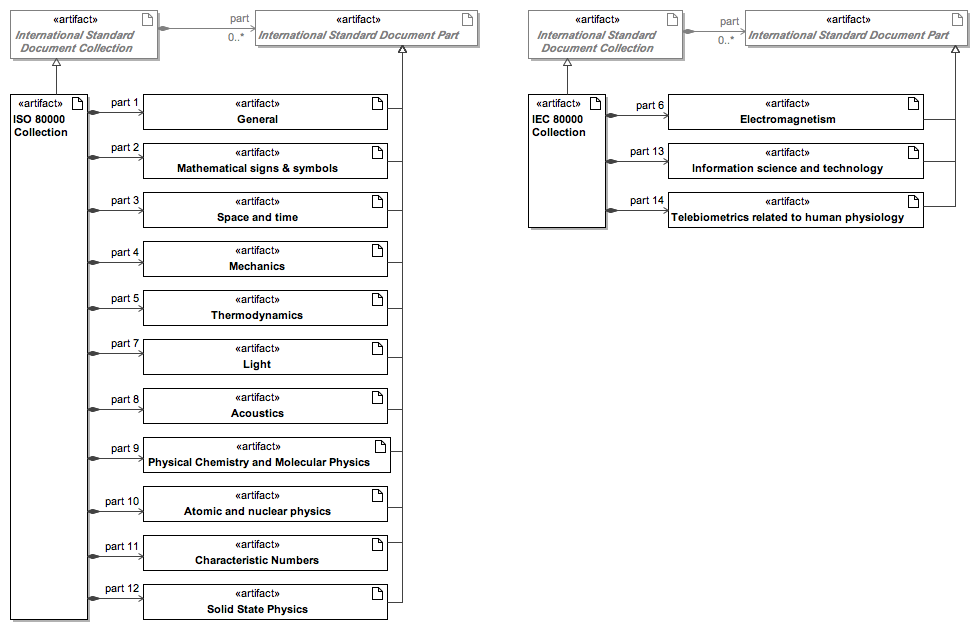 «artifact»
International Standard
Document Collection
part
0..*
«artifact»
International Standard Document Part
«artifact»
ISO 80000
Collection
part 1
«artifact»
General
part 2
«artifact»
Mathematical signs & symbols
part 3
«artifact»
Space and time
part 4
«artifact»
Mechanics
part 5
«artifact»
Thermodynamics
part 7
«artifact»
Light
part 8
«artifact»
Acoustics
part 9
«artifact»
Physical Chemistry and Molecular Physics
part 10
«artifact»
Atomic and nuclear physics
part 11
«artifact»
Characteristic Numbers
part 12
«artifact»
Solid State Physics
«artifact»
International Standard
Document Collection
part
0..*
«artifact»
International Standard Document Part
«artifact»
IEC 80000
Collection
part 6
«artifact»
Electromagnetism
part 13
«artifact»
Information science and technology
part 14
«artifact»
Telebiometrics related to human physiology